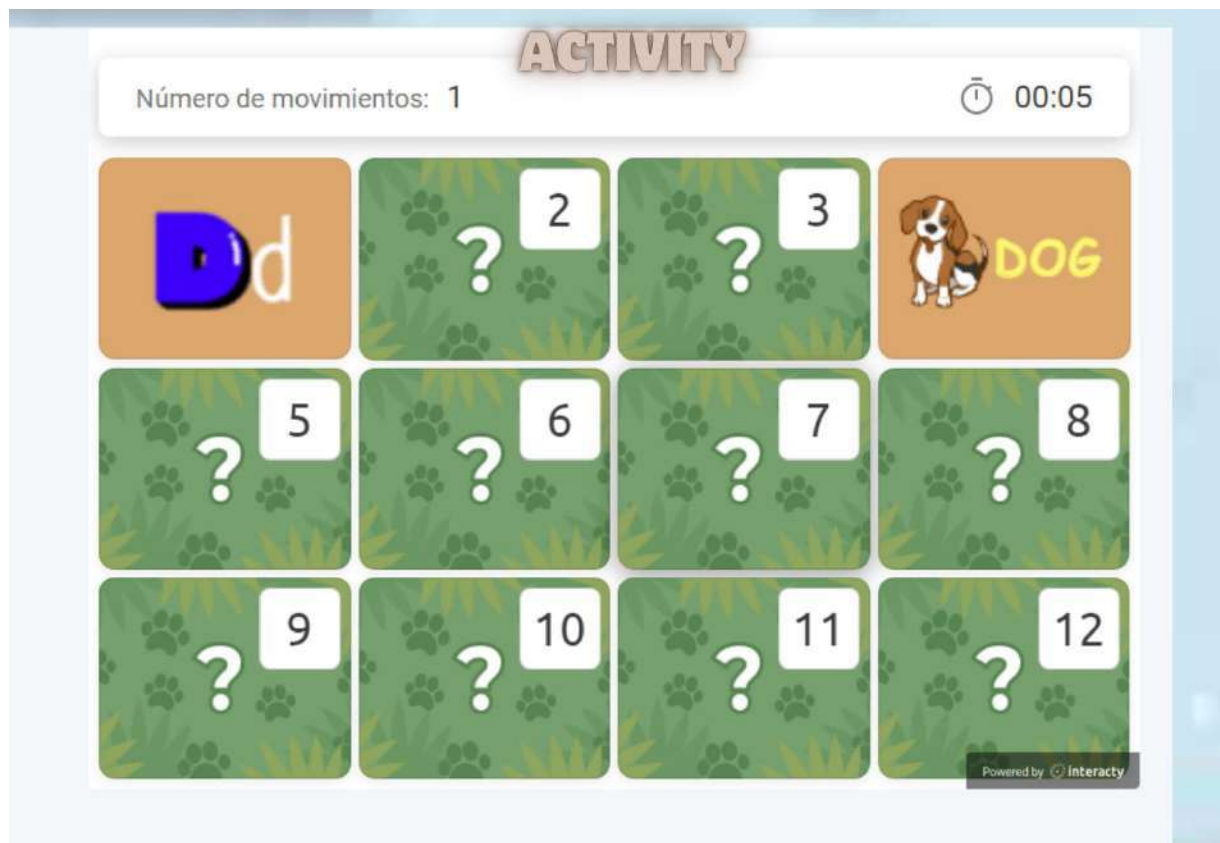 ACTIVITY
Número de movimientos: 1 00:05
Dd ? 2 ? 3 DOG
? 5 ? 6 ? 7 ? 8
? 9 ? 10 ? 11 ? 12
Powered by interacty